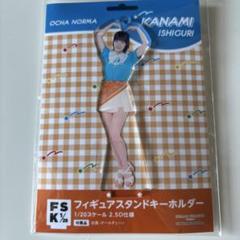 OCHA NORMA
KANAMI
ISHIGURI
FSK 1/20
フィギュアスタンドキーホルダー
1/20スケール 2.5D仕様